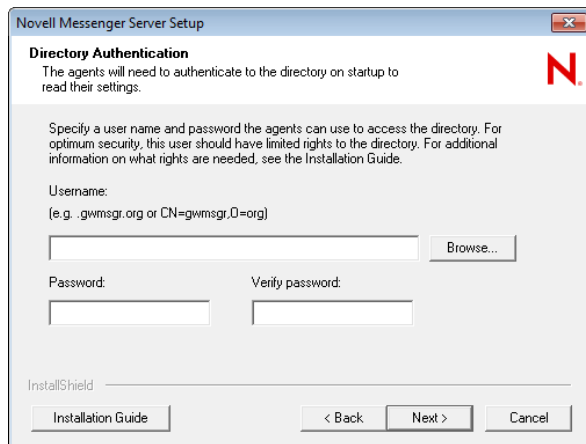 Novell Messenger Server Setup
Directory Authentication
The agents will need to authenticate to the directory on startup to
read their settings.
N
Specify a user name and password the agents can use to access the directory. For
optimum security, this user should have limited rights to the directory. For additional
information on what rights are needed, see the Installation Guide.
Username:
(e.g. .gwmsgr.org or CN=gwmsgr,O=org)
Browse...
Password:
Verify password:
InstallShield
Installation Guide
< Back
Next >
Cancel